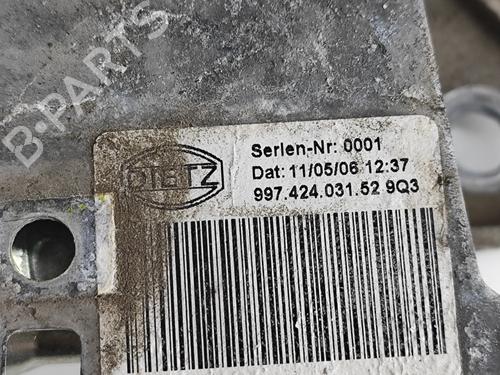 B-PARTS
DIETZ
Serien-Nr: 0001
Dat: 11/05/06 12:37
997.424.031.52 9Q3